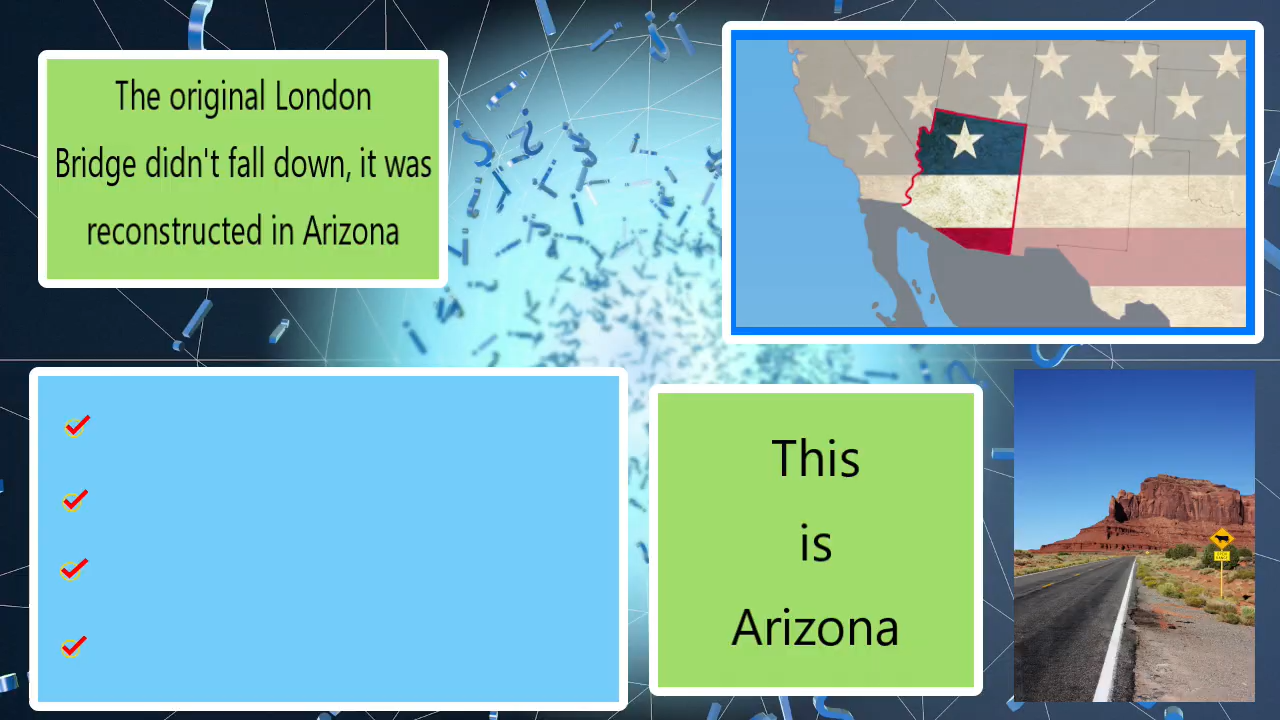 The original London
Bridge didn't fall down, it was
reconstructed in Arizona
This
is
Arizona